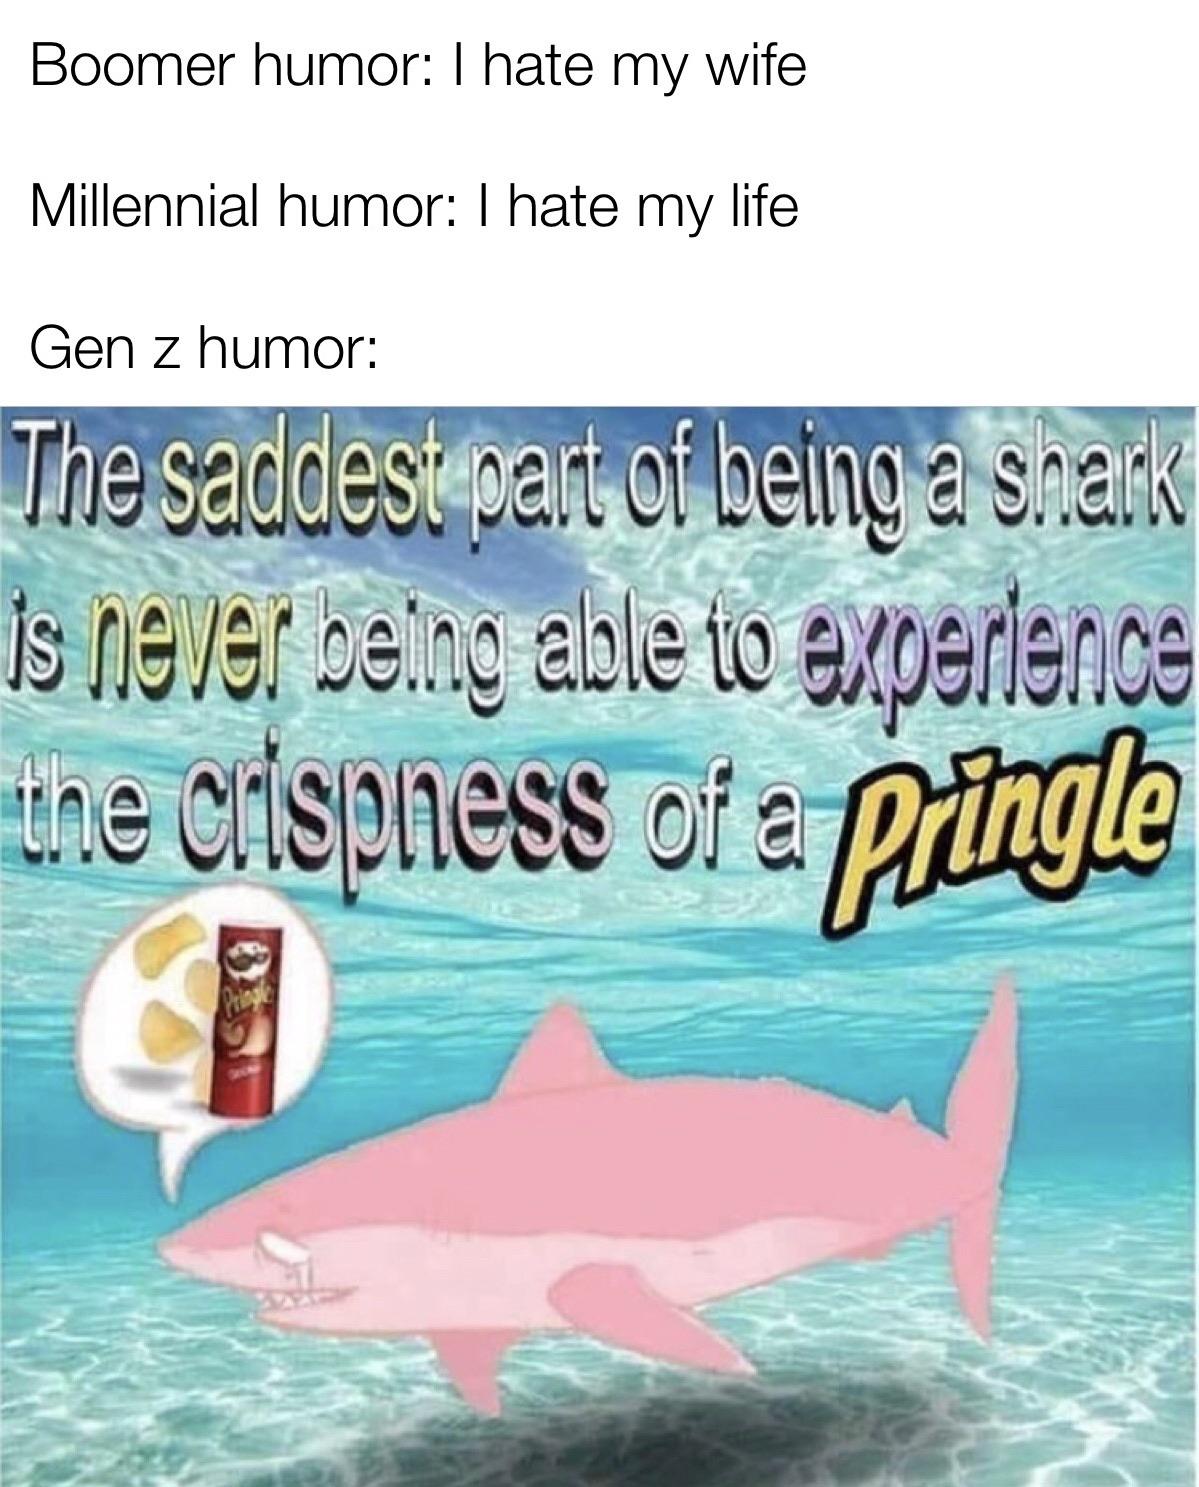 Boomer humor: I hate my wife
Millennial humor: I hate my life
Gen z humor:
The saddest part of being a shark
is never being able to experience
the crispness of a Pringle
Pringle